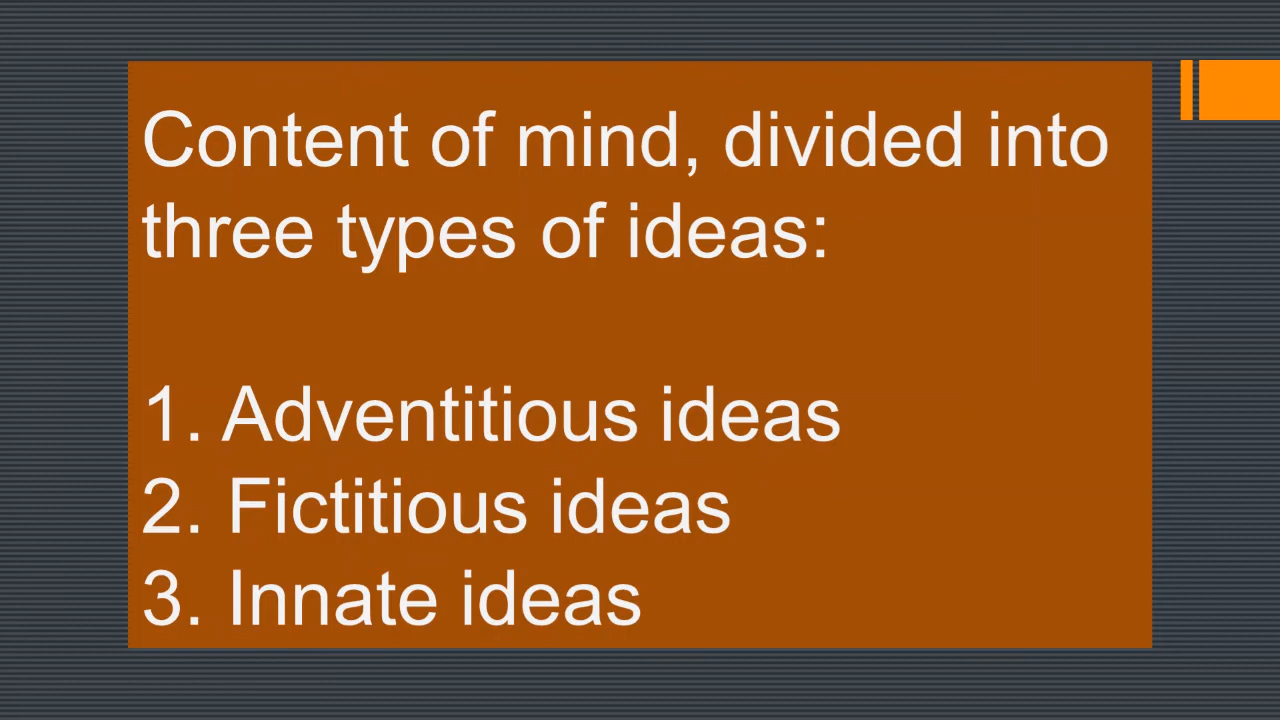 Content of mind, divided into
three types of ideas:
1. Adventitious ideas
2. Fictitious ideas
3. Innate ideas